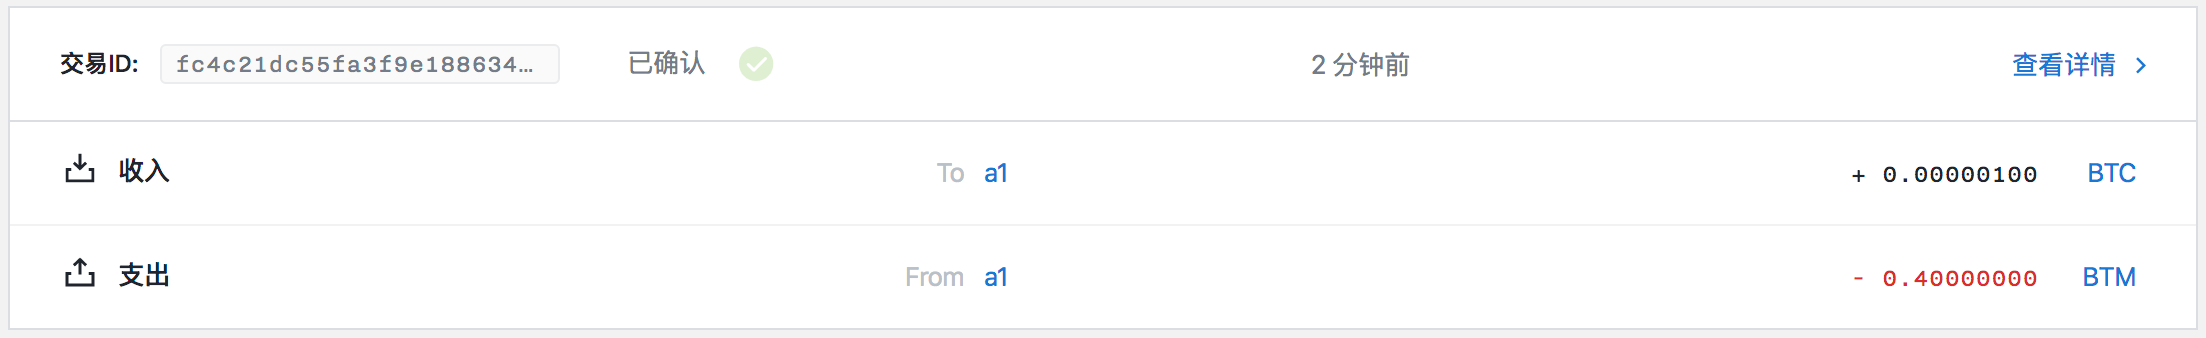 交易ID: fc4c21dc55fa3f9e188634... 已确认 2 分钟前 查看详情
收入 To a1 + 0.00000100 BTC
支出 From a1 - 0.40000000 BTM